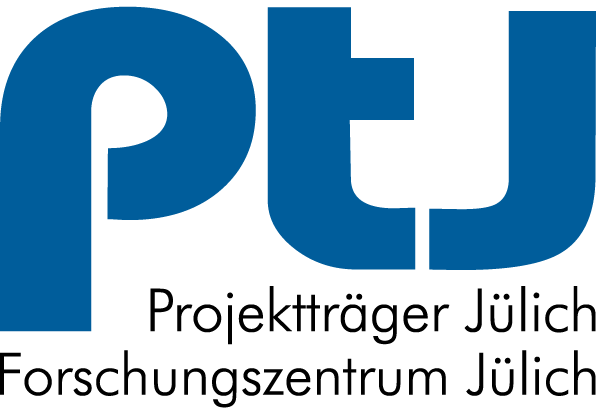 ptJ
Projektträger Jülich
Forschungszentrum Jülich